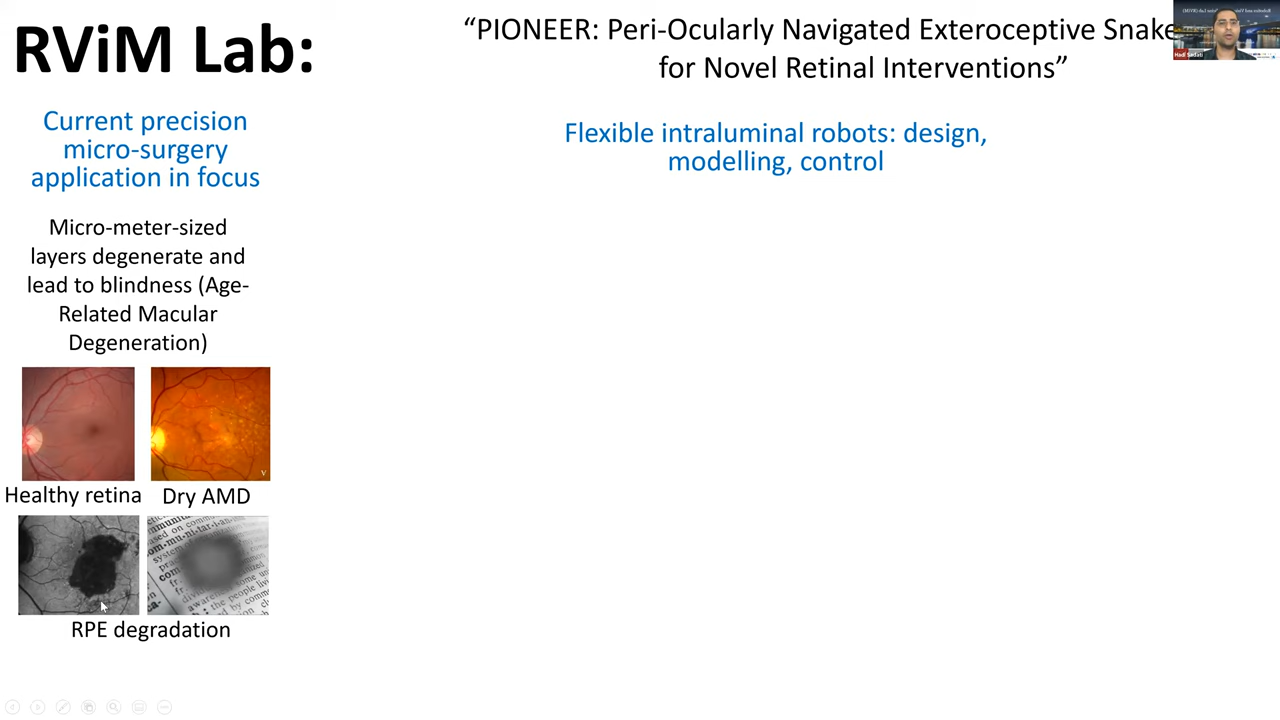 RViM Lab:
“PIONEER: Peri-Ocularly Navigated Exteroceptive Snake
for Novel Retinal Interventions”
Current precision
micro-surgery
application in focus
Flexible intraluminal robots: design,
modelling, control
Micro-meter-sized
layers degenerate and
lead to blindness (Age-
Related Macular
Degeneration)
Healthy retina
Dry AMD
RPE degradation
Hadi Sadati